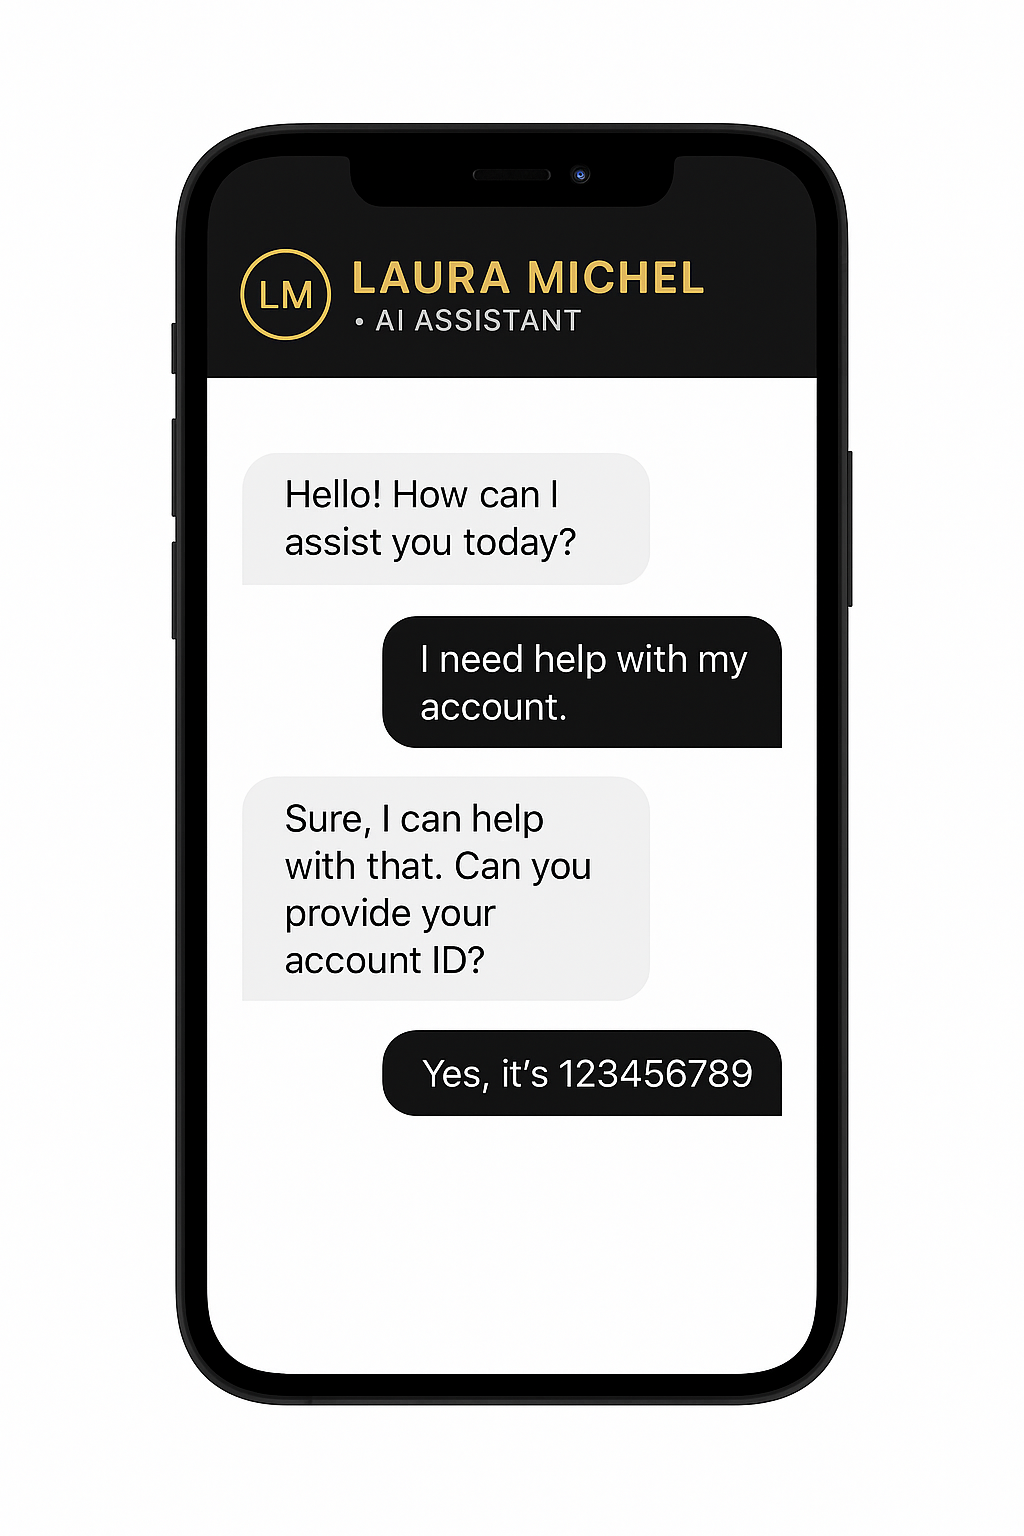 LM
LAURA MICHEL
• AI ASSISTANT
Hello! How can I
assist you today?
I need help with my
account.
Sure, I can help
with that. Can you
provide your
account ID?
Yes, it’s 123456789